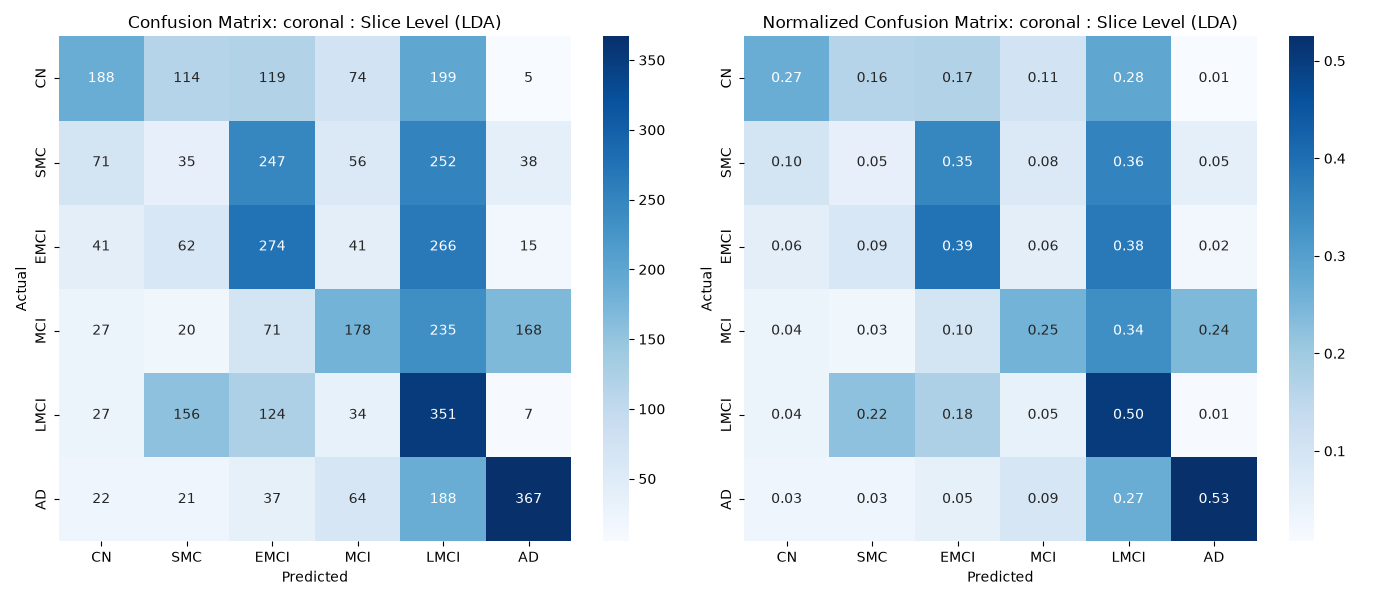 Confusion Matrix: coronal : Slice Level (LDA)
Actual
CN 188 114 119 74 199 5
SMC 71 35 247 56 252 38
EMCI 41 62 274 41 266 15
MCI 27 20 71 178 235 168
LMCI 27 156 124 34 351 7
AD 22 21 37 64 188 367
CN SMC EMCI MCI LMCI AD
Predicted
350
300
250
200
150
100
50
Normalized Confusion Matrix: coronal : Slice Level (LDA)
Actual
CN 0.27 0.16 0.17 0.11 0.28 0.01
SMC 0.10 0.05 0.35 0.08 0.36 0.05
EMCI 0.06 0.09 0.39 0.06 0.38 0.02
MCI 0.04 0.03 0.10 0.25 0.34 0.24
LMCI 0.04 0.22 0.18 0.05 0.50 0.01
AD 0.03 0.03 0.05 0.09 0.27 0.53
CN SMC EMCI MCI LMCI AD
Predicted
0.5
0.4
0.3
0.2
0.1